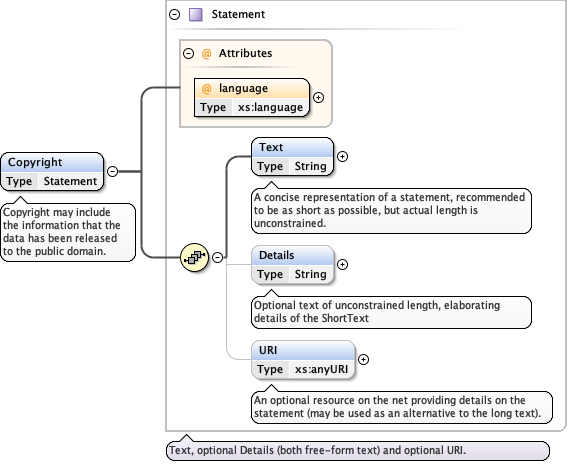 Statement
@ Attributes
@ language
Type xs:language
Copyright
Type Statement
Copyright may include
the information that the
data has been released
to the public domain.
Text
Type String
A concise representation of a statement, recommended
to be as short as possible, but actual length is
unconstrained.
Details
Type String
Optional text of unconstrained length, elaborating
details of the ShortText
URI
Type xs:anyURI
An optional resource on the net providing details on the
statement (may be used as an alternative to the long text).
Text, optional Details (both free-form text) and optional URI.